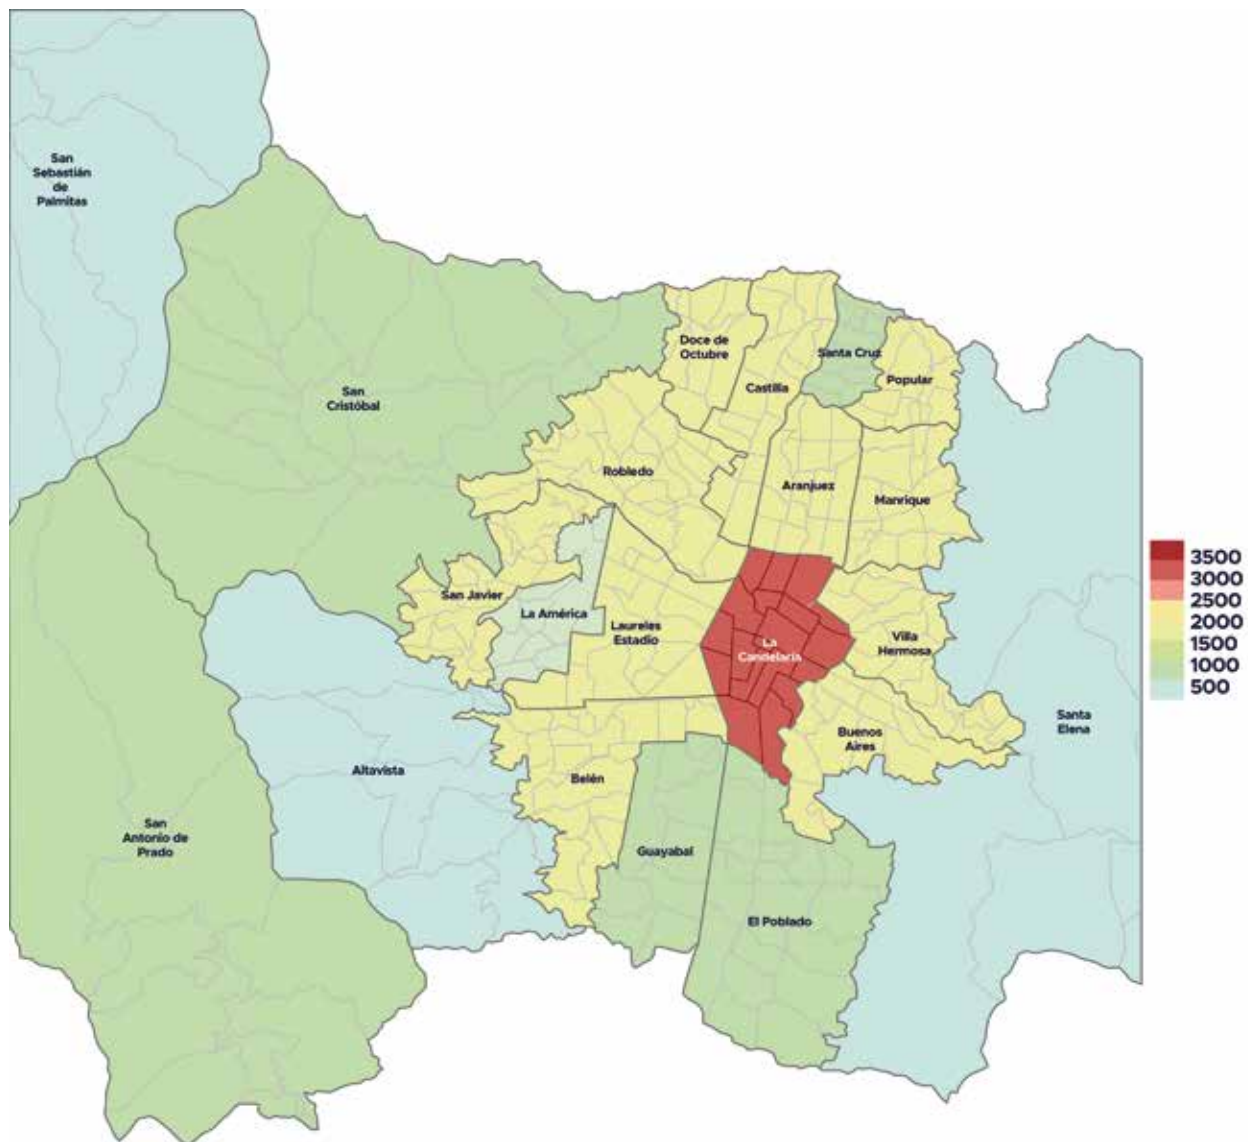 San
Sebastián
de
Palmitas
San
Cristóbal
Doce de
Octubre
Castilla
Santa Cruz
Popular
Robledo
Aranjuez
Manrique
San Javier
La América
Laureles
Estadio
La
Candelaria
Villa
Hermosa
Santa
Elena
Buenos
Aires
Altavista
Belén
San
Antonio de
Prado
Guayabal
El Poblado
3500
3000
2500
2000
1500
1000
500